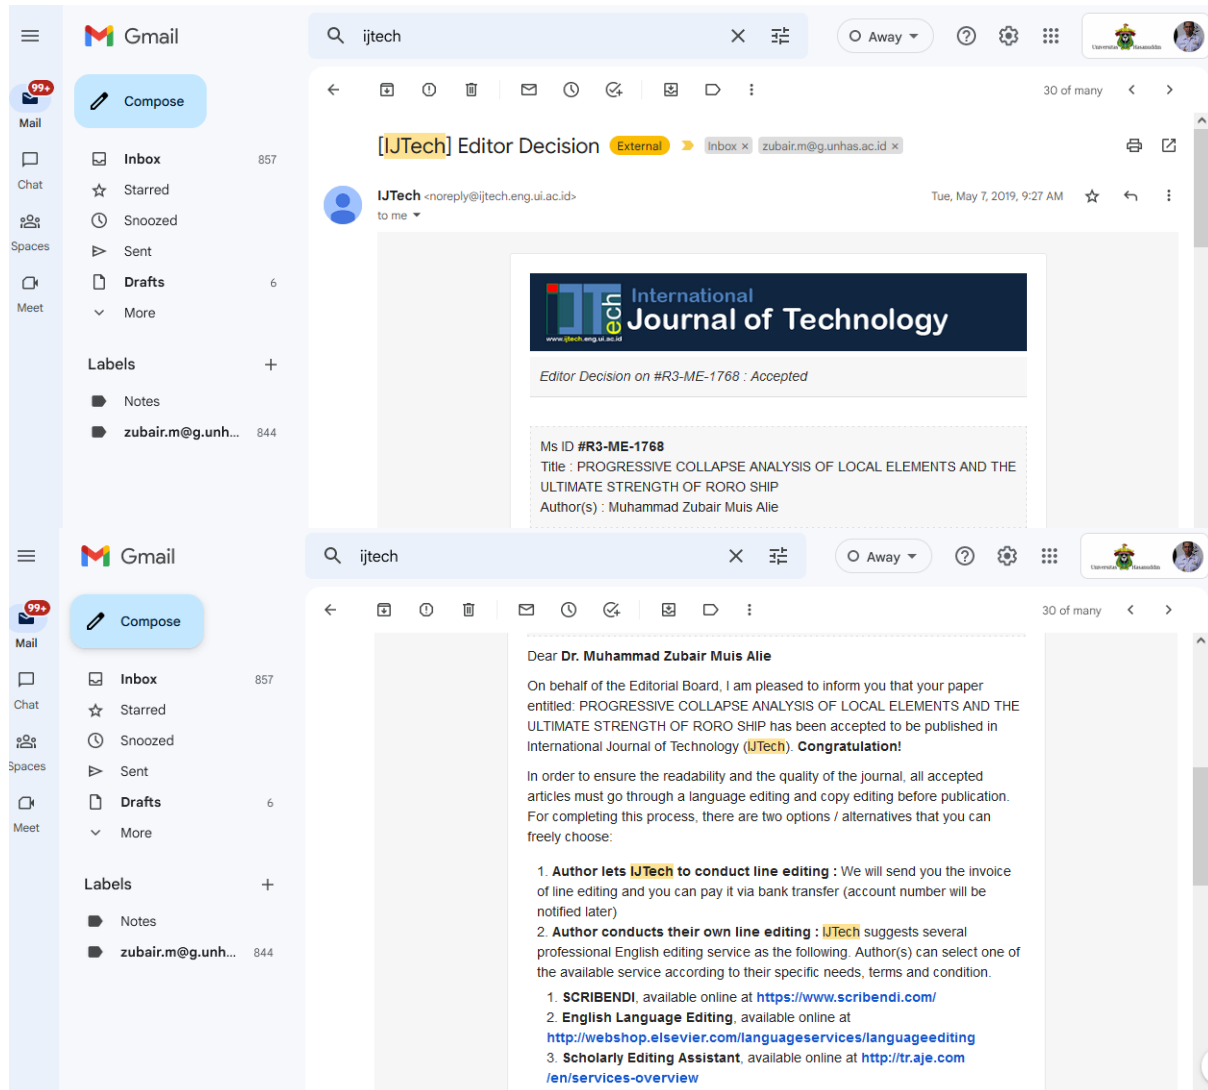 Gmail
ijtech
Away
99+
Mail
Compose
30 of many
Chat
Inbox 857
[IJTech] Editor Decision External Inbox × zubair.m@g.unhas.ac.id ×
Starred
Spaces
Snoozed
IJTech <noreply@ijtech.eng.ui.ac.id> Tue, May 7, 2019, 9:27 AM
to me
Sent
Meet
Drafts 6
More
IJTech
International
Journal of Technology
www.ijtech.eng.ui.ac.id
Labels
Editor Decision on #R3-ME-1768 : Accepted
Notes
zubair.m@g.unh... 844
Ms ID #R3-ME-1768
Title : PROGRESSIVE COLLAPSE ANALYSIS OF LOCAL ELEMENTS AND THE
ULTIMATE STRENGTH OF RORO SHIP
Author(s) : Muhammad Zubair Muis Alie
Gmail
ijtech
Away
99+
Mail
Compose
30 of many
Chat
Inbox 857
Starred
Spaces
Snoozed
Sent
Meet
Drafts 6
More
Labels
Notes
zubair.m@g.unh... 844
Dear Dr. Muhammad Zubair Muis Alie
On behalf of the Editorial Board, I am pleased to inform you that your paper
entitled: PROGRESSIVE COLLAPSE ANALYSIS OF LOCAL ELEMENTS AND THE
ULTIMATE STRENGTH OF RORO SHIP has been accepted to be published in
International Journal of Technology (IJTech). Congratulation!
In order to ensure the readability and the quality of the journal, all accepted
articles must go through a language editing and copy editing before publication.
For completing this process, there are two options / alternatives that you can
freely choose:
1. Author lets IJTech to conduct line editing : We will send you the invoice
of line editing and you can pay it via bank transfer (account number will be
notified later)
2. Author conducts their own line editing : IJTech suggests several
professional English editing service as the following. Author(s) can select one of
the available service according to their specific needs, terms and condition.
1. SCRIBENDI, available online at https://www.scribendi.com/
2. English Language Editing, available online at
http://webshop.elsevier.com/languageservices/languageediting
3. Scholarly Editing Assistant, available online at http://tr.aje.com
/en/services-overview